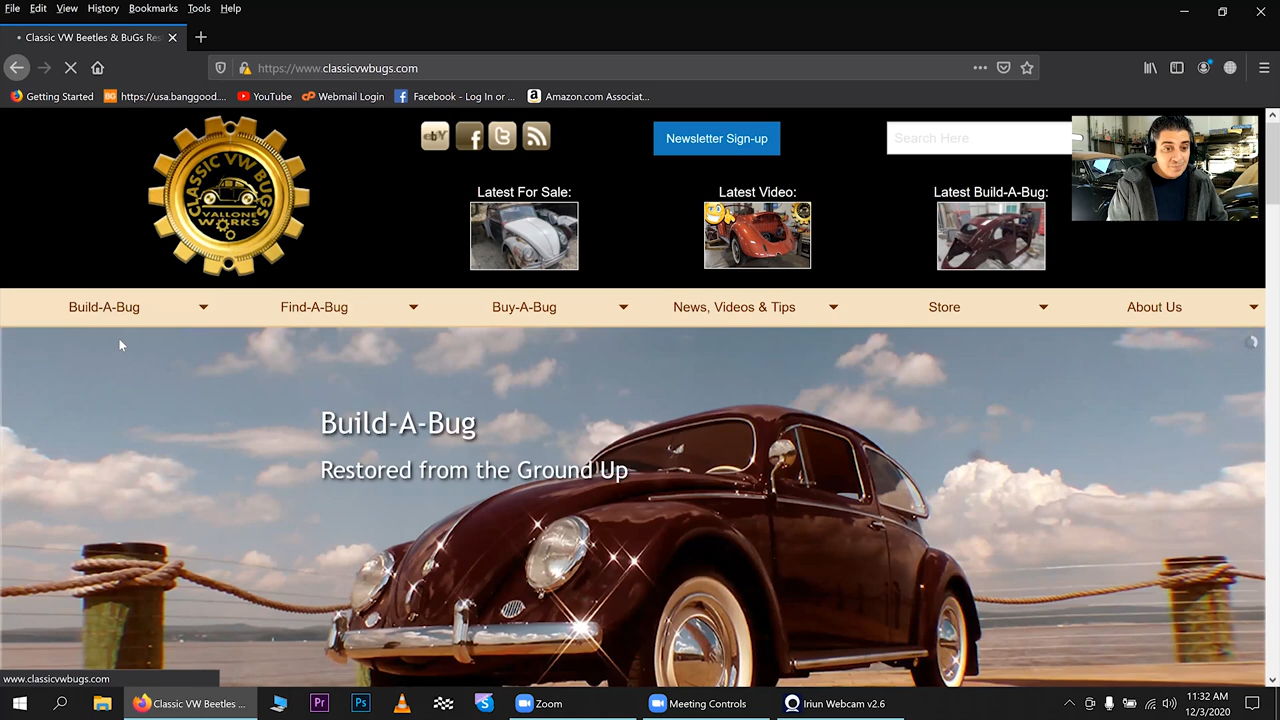 File Edit View History Bookmarks Tools Help
Classic VW Beetles & BuGs Res
https://www.classicvwbugs.com
Getting Started https://usa.banggood.... YouTube Webmail Login Facebook - Log In or ... Amazon.com Associat...
CLASSIC VW BUGS
VALLONE
WORKS
ebY
Newsletter Sign-up
Search Here
Latest For Sale: Latest Video: Latest Build-A-Bug:
Build-A-Bug Find-A-Bug Buy-A-Bug News, Videos & Tips Store About Us
Build-A-Bug
Restored from the Ground Up
www.classicvwbugs.com
Classic VW Beetles ... Pr Ps Zoom Meeting Controls Iriun Webcam v2.6
11:32 AM
12/3/2020